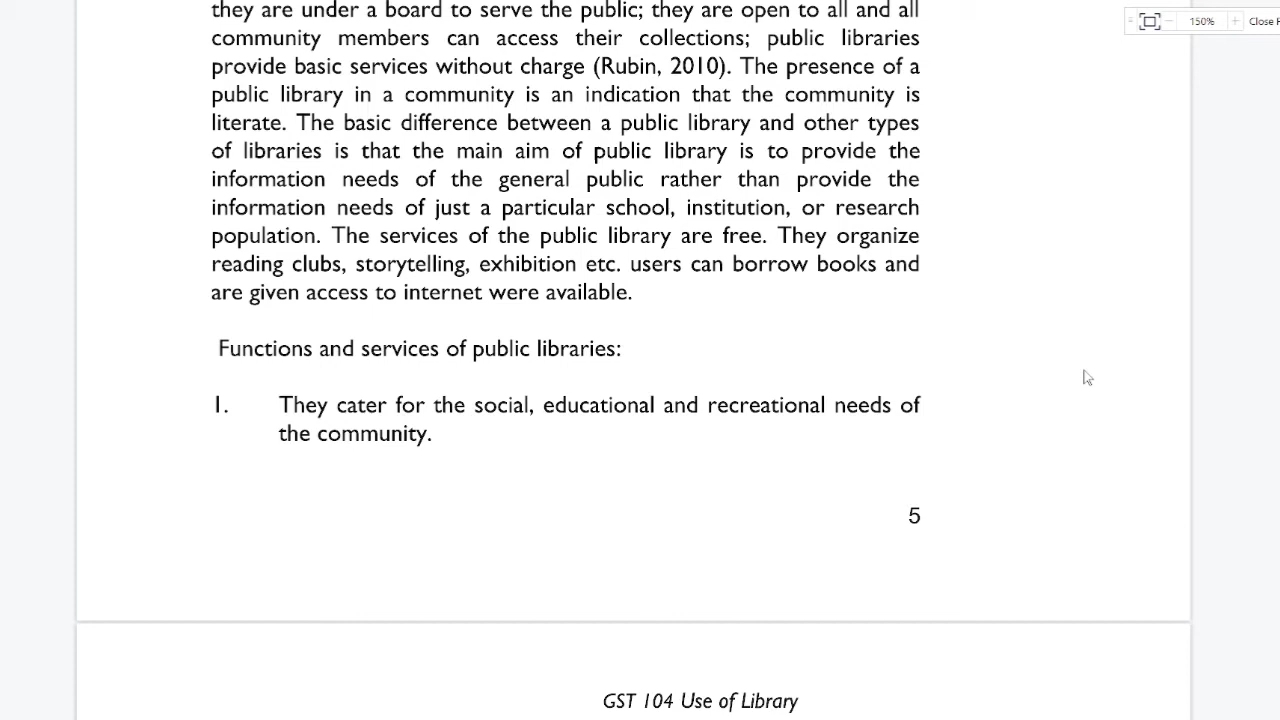 they are under a board to serve the public; they are open to all and all
community members can access their collections; public libraries
provide basic services without charge (Rubin, 2010). The presence of a
public library in a community is an indication that the community is
literate. The basic difference between a public library and other types
of libraries is that the main aim of public library is to provide the
information needs of the general public rather than provide the
information needs of just a particular school, institution, or research
population. The services of the public library are free. They organize
reading clubs, storytelling, exhibition etc. users can borrow books and
are given access to internet were available.
Functions and services of public libraries:
1. They cater for the social, educational and recreational needs of
the community.
5
GST 104 Use of Library
150%
Close